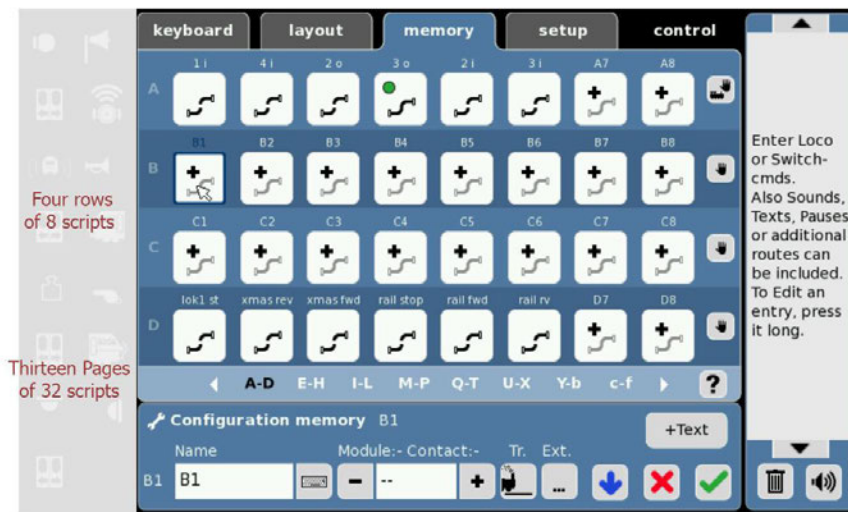 keyboard layout memory setup control
1 i 4 i 2 o 3 o 2 i 3 i A7 A8
A
B1 B2 B3 B4 B5 B6 B7 B8
B
Four rows
of 8 scripts
C1 C2 C3 C4 C5 C6 C7 C8
C
lok1 st xmas rev xmas fwd rail stop rail fwd rail rv D7 D8
D
Thirteen Pages
of 32 scripts
A-D E-H I-L M-P Q-T U-X Y-b c-f ?
Configuration memory B1
+Text
Name Module:- Contact:- Tr. Ext.
B1 B1 - -- + ...
Enter Loco
or Switch-
cmds.
Also Sounds,
Texts, Pauses
or additional
routes can
be included.
To Edit an
entry, press
it long.